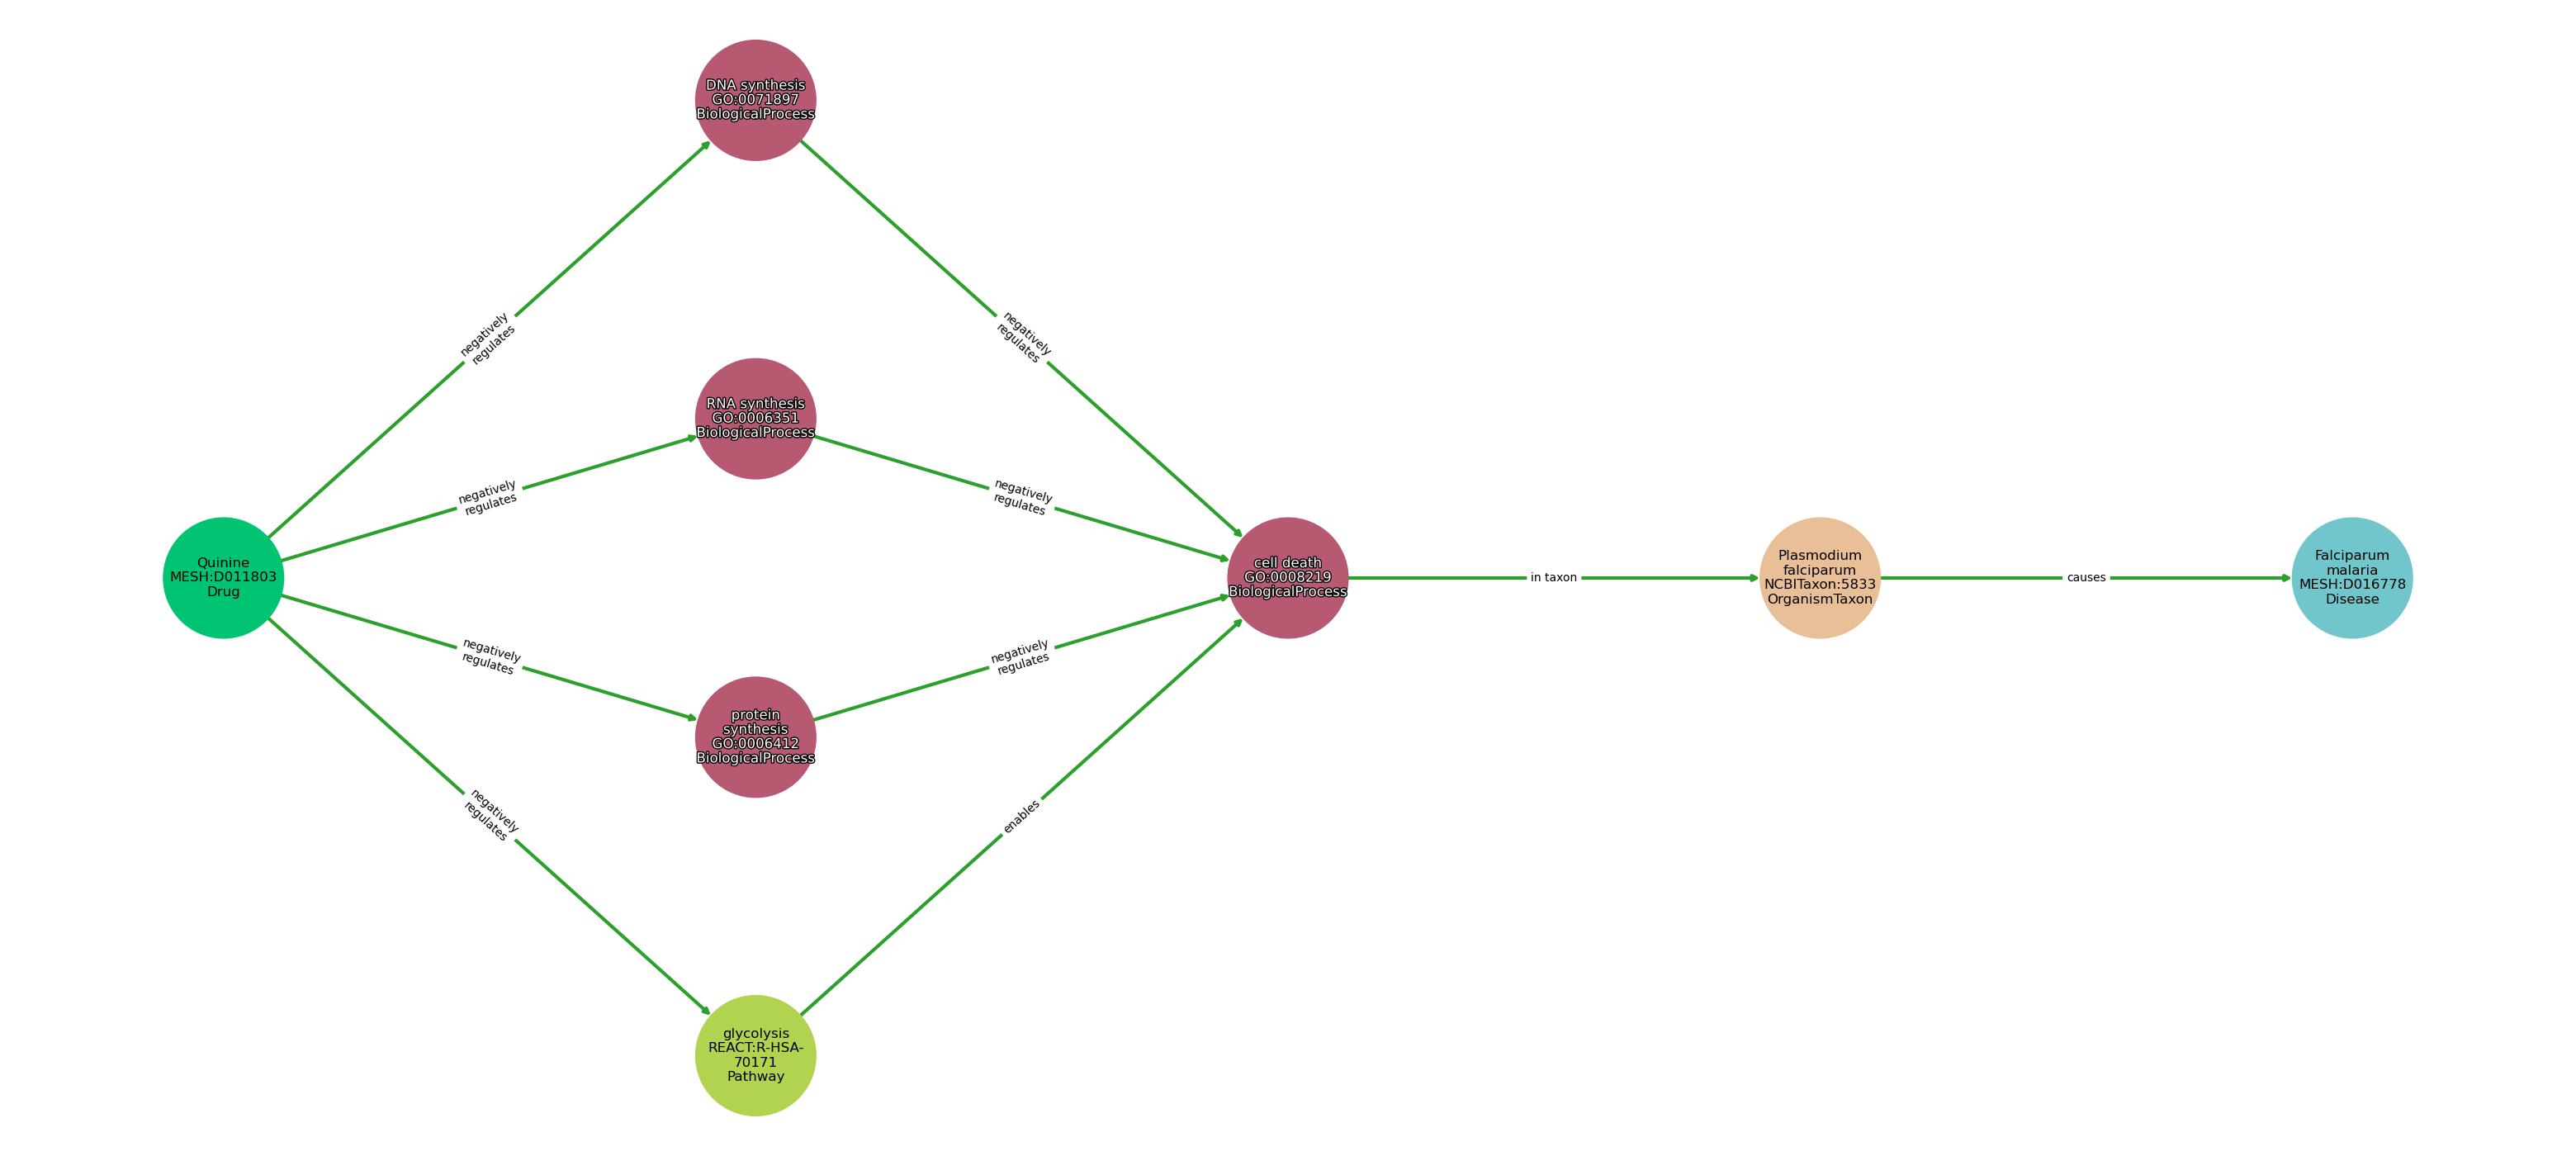 DNA synthesis
GO:0071897
BiologicalProcess
negatively
regulates
negatively
regulates
RNA synthesis
GO:0006351
BiologicalProcess
negatively
regulates
negatively
regulates
Quinine
MESH:D011803
Drug
cell death
GO:0008219
BiologicalProcess
in taxon
Plasmodium
falciparum
NCBITaxon:5833
OrganismTaxon
causes
Falciparum
malaria
MESH:D016778
Disease
negatively
regulates
negatively
regulates
protein
synthesis
GO:0006412
BiologicalProcess
negatively
regulates
enables
glycolysis
REACT:R-HSA-
70171
Pathway